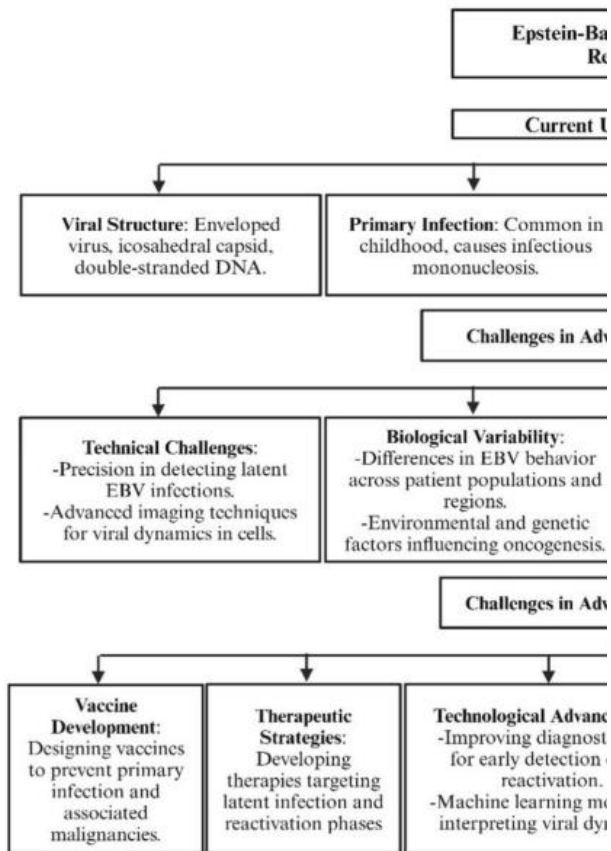 Epstein-Ba
Re
Current U
Viral Structure: Enveloped
virus, icosahedral capsid,
double-stranded DNA.
Primary Infection: Common in
childhood, causes infectious
mononucleosis.
Challenges in Adv
Technical Challenges:
-Precision in detecting latent
EBV infections.
-Advanced imaging techniques
for viral dynamics in cells.
Biological Variability:
-Differences in EBV behavior
across patient populations and
regions.
-Environmental and genetic
factors influencing oncogenesis.
Challenges in Adv
Vaccine
Development:
Designing vaccines
to prevent primary
infection and
associated
malignancies.
Therapeutic
Strategies:
Developing
therapies targeting
latent infection and
reactivation phases
Technological Advanc
-Improving diagnost
for early detection
reactivation.
-Machine learning mo
interpreting viral dyn